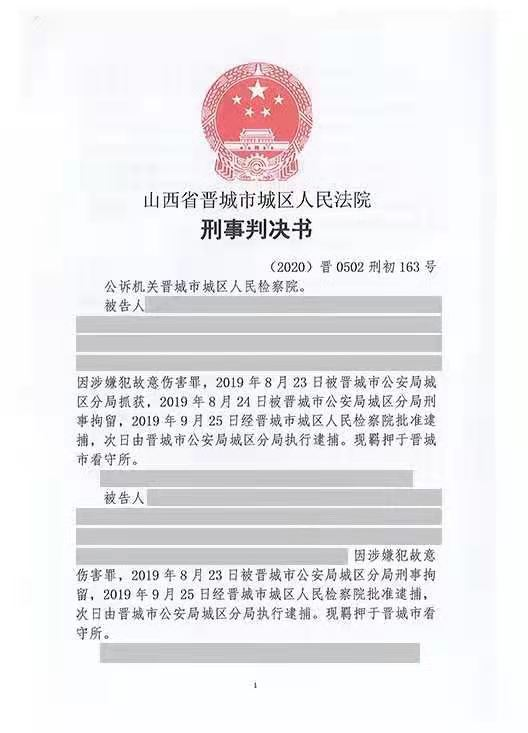 山西省晋城市城区人民法院
刑事判决书
（2020）晋 0502 刑初 163 号
公诉机关晋城市城区人民检察院。
被告人
因涉嫌犯故意伤害罪，2019 年 8 月 23 日被晋城市公安局城
区分局抓获，2019 年 8 月 24 日被晋城市公安局城区分局刑
事拘留，2019 年 9 月 25 日经晋城市城区人民检察院批准逮
捕，次日由晋城市公安局城区分局执行逮捕。现羁押于晋城
市看守所。
被告人
因涉嫌犯故意
伤害罪，2019 年 8 月 23 日被晋城市公安局城区分局刑事拘
留，2019 年 9 月 25 日经晋城市城区人民检察院批准逮捕，
次日由晋城市公安局城区分局执行逮捕。现羁押于晋城市看
守所。
1